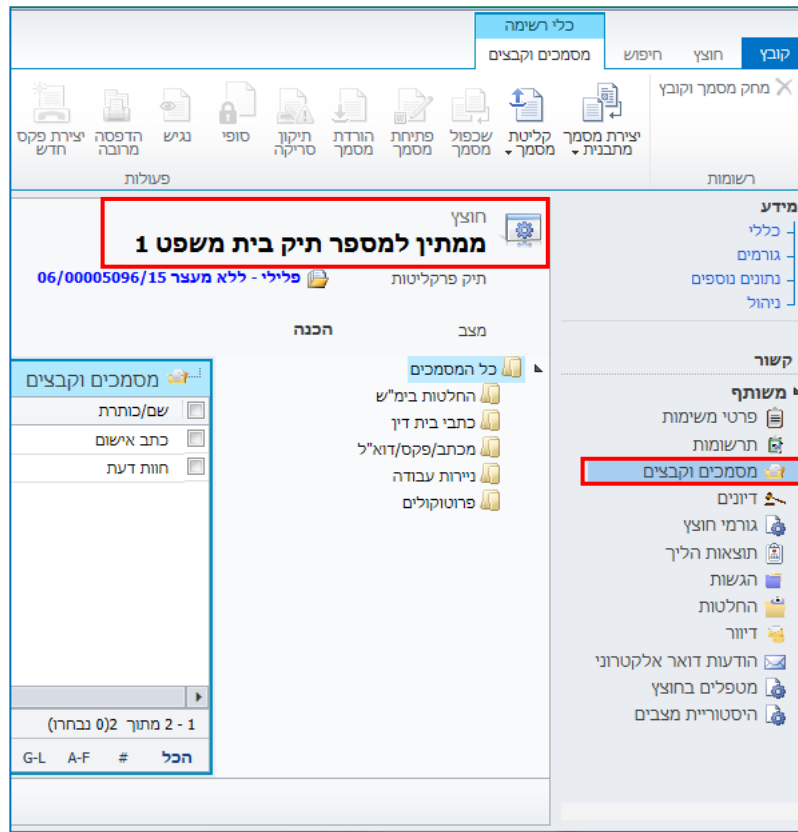 כלי רשימה
קובץ חוצץ חיפוש מסמכים וקבצים
מחק מסמך וקובץ
יצירת מסמך מתבנית
קליטת מסמך
שכפול מסמך
פתיחת מסמך
הורדת מסמך
תיקון סריקה
סופי
נגיש
הדפסה מרובה
יצירת פקס חדש
רשומות
פעולות
מידע
כללי
גורמים
נתונים נוספים
ניהול
קשור
משותף
פרטי משימות
תרשומות
מסמכים וקבצים
דיונים
גורמי חוצץ
תוצאות הליך
הגשות
החלטות
דיוור
הודעות דואר אלקטרוני
מטפלים בחוצץ
היסטוריית מצבים
חוצץ
ממתין למספר תיק בית משפט 1
תיק פרקליטות פלילי - ללא מעצר 06/00005096/15
מצב הכנה
כל המסמכים
החלטות בימ"ש
כתבי בית דין
מכתב/פקס/דוא"ל
ניירות עבודה
פרוטוקולים
מסמכים וקבצים
שם/כותרת
כתב אישום
חוות דעת
1 - 2 מתוך 2(0 נבחרו)
הכל # A-F G-L